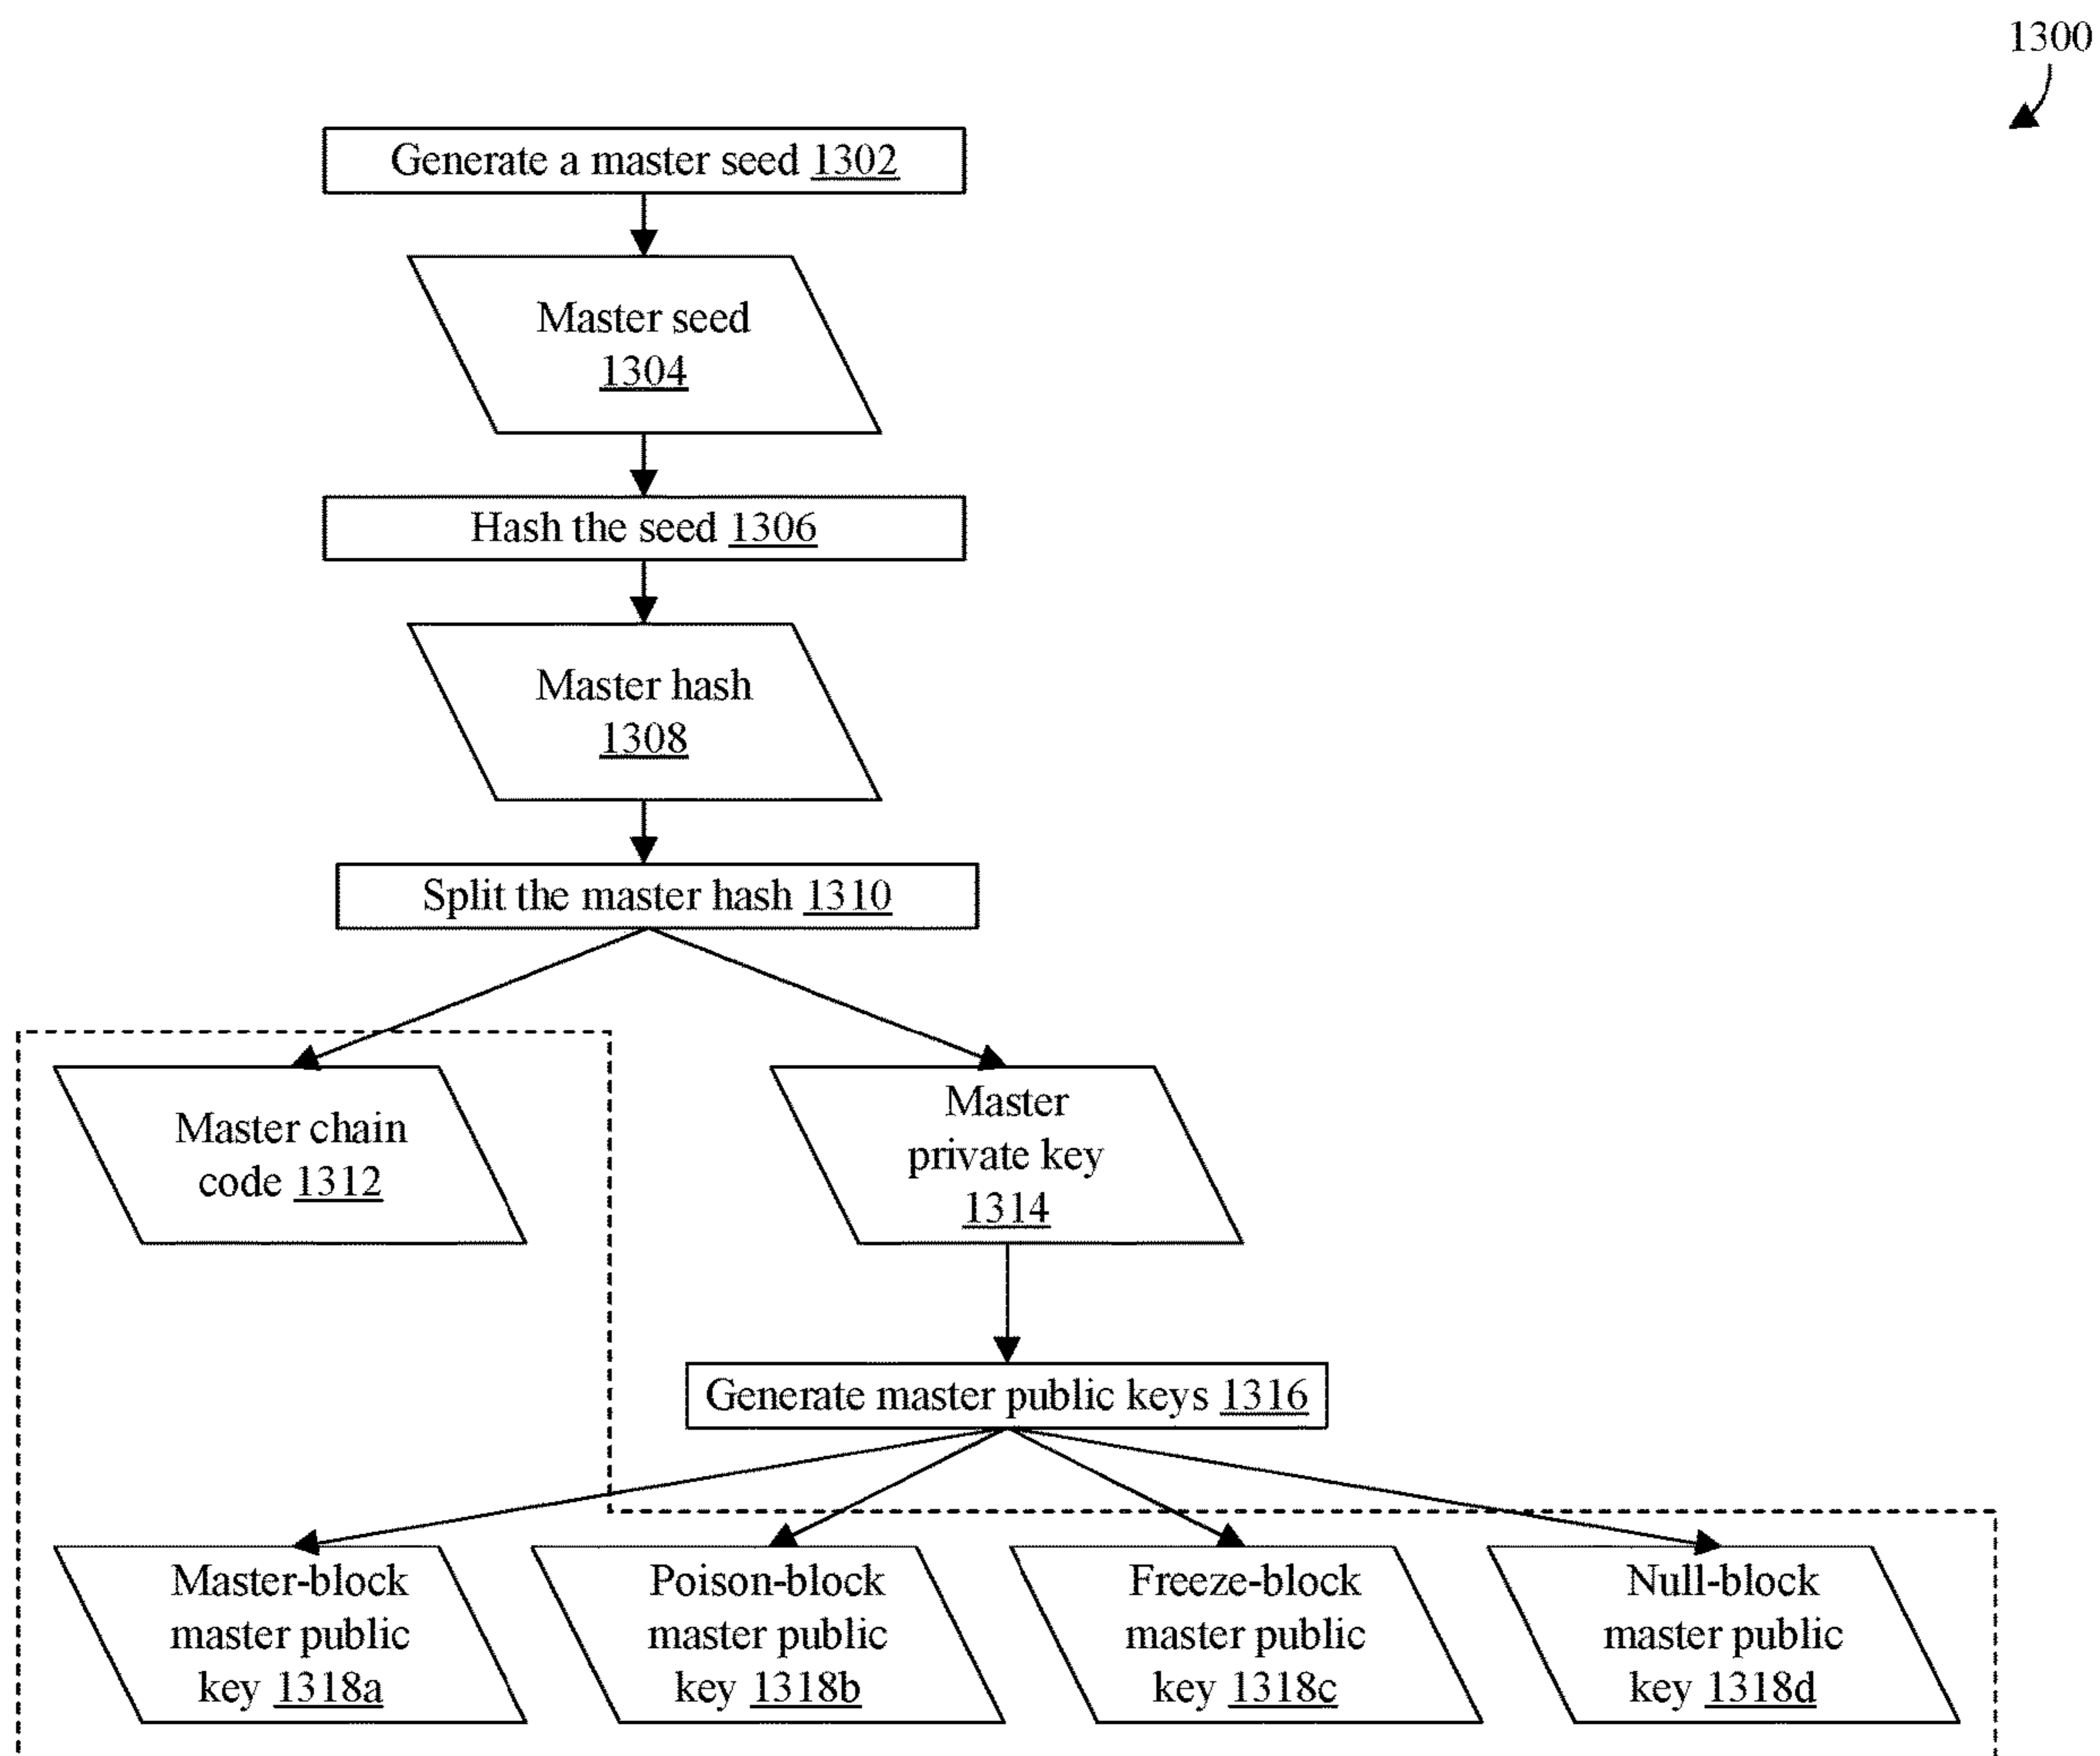 1300
Generate a master seed 1302
Master seed
1304
Hash the seed 1306
Master hash
1308
Split the master hash 1310
Master chain
code 1312
Master
private key
1314
Generate master public keys 1316
Master-block
master public
key 1318a
Poison-block
master public
key 1318b
Freeze-block
master public
key 1318c
Null-block
master public
key 1318d